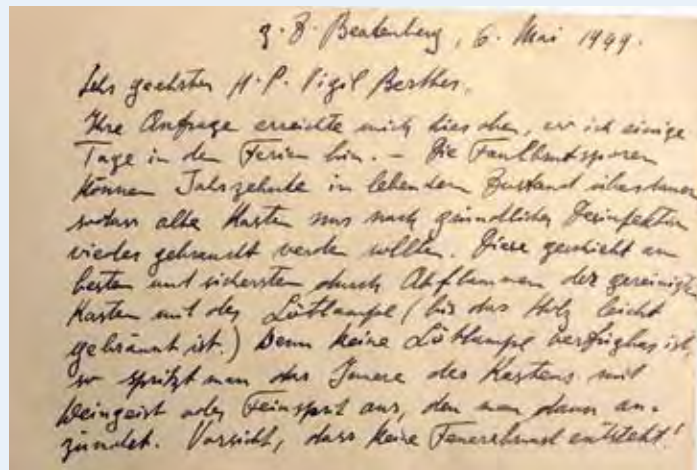 z. Z. Beatenberg, 6. Mai 1949.
Sehr geehrter H. P. Vigil Berther,
Ihre Anfrage erreichte mich hier oben, wo ich einige
Tage in den Ferien bin. – Die Faulbrutsporen
können Jahrzehnte in lebendem Zustand überdauern
sodass alte Kasten nur nach gründlicher Desinfektion
wieder gebraucht werden sollten. Diese geschieht am
besten und sichersten durch Abflammen der gereinigten
Kasten mit der Lötlampe (bis das Holz leicht
gebräunt ist.) Wenn keine Lötlampe verfügbar ist,
so spritzt man das Innere des Kastens mit
Weingeist oder Feinsprit aus, den man dann an-
zündet. Vorsicht, dass keine Feuersbrunst entsteht!